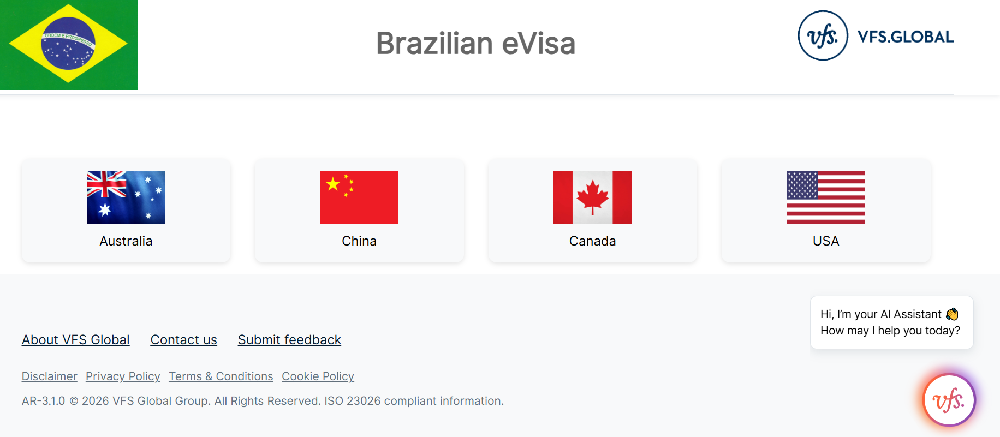 ORDEM E PROGRESSO
Brazilian eVisa
vfs.
VFS.GLOBAL
Australia
China
Canada
USA
Hi, I'm your AI Assistant 👋
How may I help you today?
About VFS Global Contact us Submit feedback
Disclaimer Privacy Policy Terms & Conditions Cookie Policy
AR-3.1.0 © 2026 VFS Global Group. All Rights Reserved. ISO 23026 compliant information.
vfs.